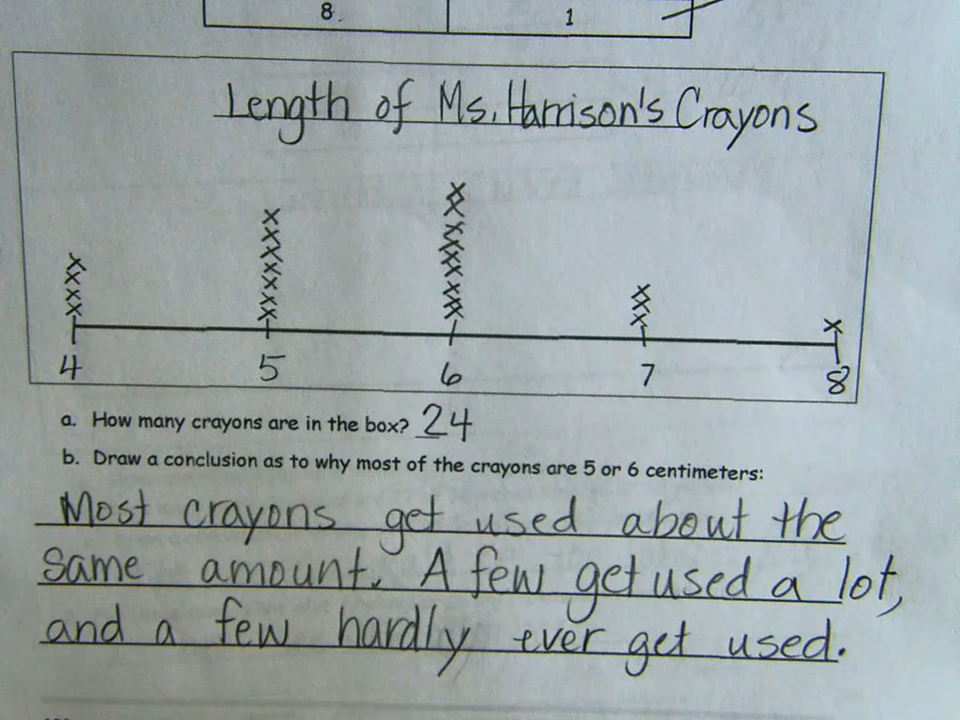 8. 1
Length of Ms. Harrison's Crayons
4 5 6 7 8
a. How many crayons are in the box? 24
b. Draw a conclusion as to why most of the crayons are 5 or 6 centimeters:
Most crayons get used about the
same amount. A few get used a lot,
and a few hardly ever get used.